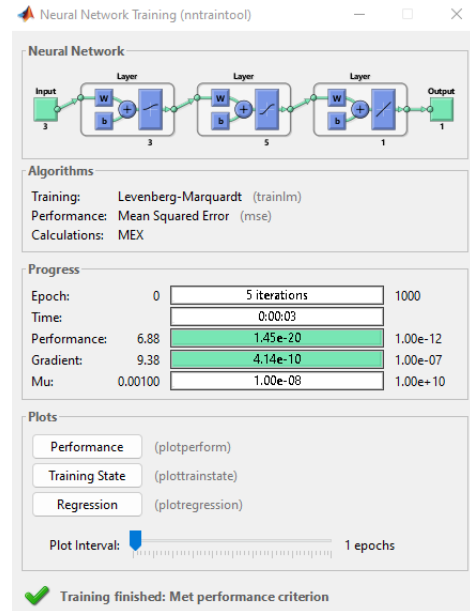 Neural Network Training (nntraintool)
Neural Network
Layer Layer Layer
Input Output
W W W
b b b
3 3 5 1 1
Algorithms
Training: Levenberg-Marquardt (trainlm)
Performance: Mean Squared Error (mse)
Calculations: MEX
Progress
Epoch: 0 5 iterations 1000
Time: 0:00:03
Performance: 6.88 1.45e-20 1.00e-12
Gradient: 9.38 4.14e-10 1.00e-07
Mu: 0.00100 1.00e-08 1.00e+10
Plots
Performance (plotperform)
Training State (plottrainstate)
Regression (plotregression)
Plot Interval: 1 epochs
Training finished: Met performance criterion